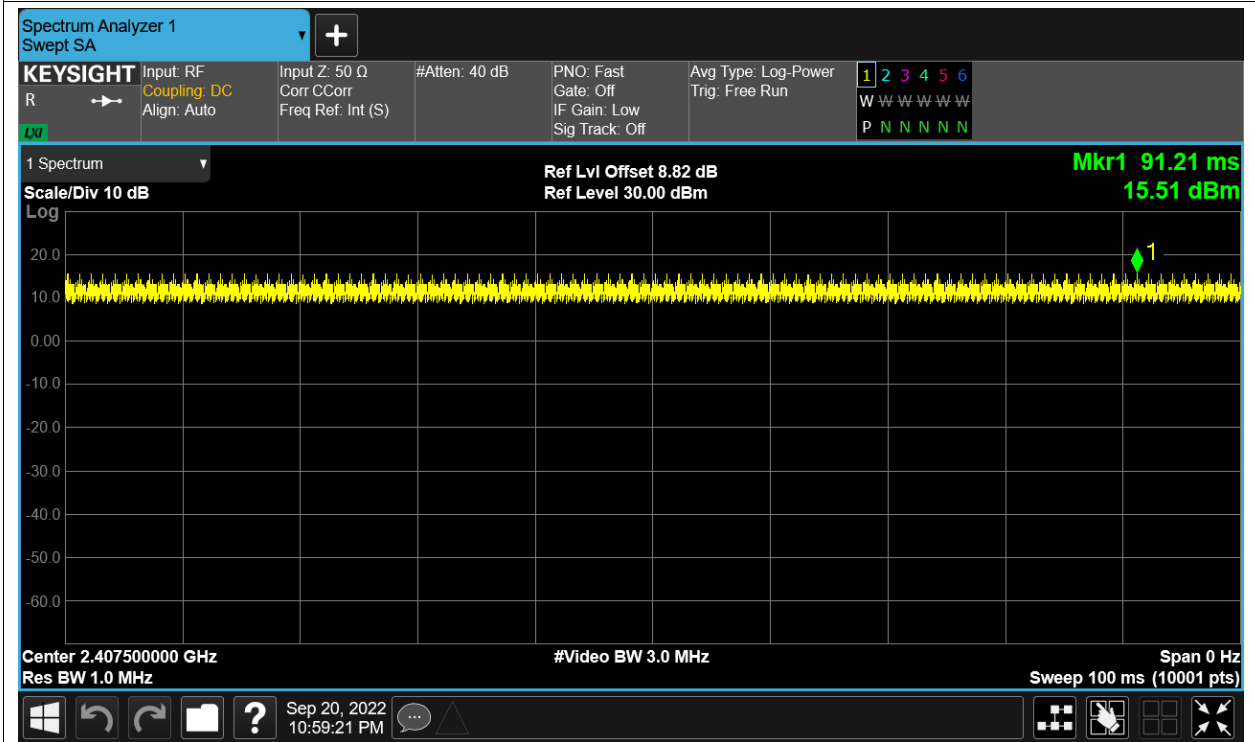 Spectrum Analyzer 1
Swept SA
+
KEYSIGHT
R
LXI
Input: RF
Coupling: DC
Align: Auto
Input Z: 50 Ω
Corr CCorr
Freq Ref: Int (S)
#Atten: 40 dB
PNO: Fast
Gate: Off
IF Gain: Low
Sig Track: Off
Avg Type: Log-Power
Trig: Free Run
1 2 3 4 5 6
W W W W W W
P N N N N N
1 Spectrum
Scale/Div 10 dB
Ref Lvl Offset 8.82 dB
Ref Level 30.00 dBm
Mkr1 91.21 ms
15.51 dBm
Log
20.0
10.0
0.00
-10.0
-20.0
-30.0
-40.0
-50.0
-60.0
1
Center 2.407500000 GHz
Res BW 1.0 MHz
#Video BW 3.0 MHz
Span 0 Hz
Sweep 100 ms (10001 pts)
?
Sep 20, 2022
10:59:21 PM